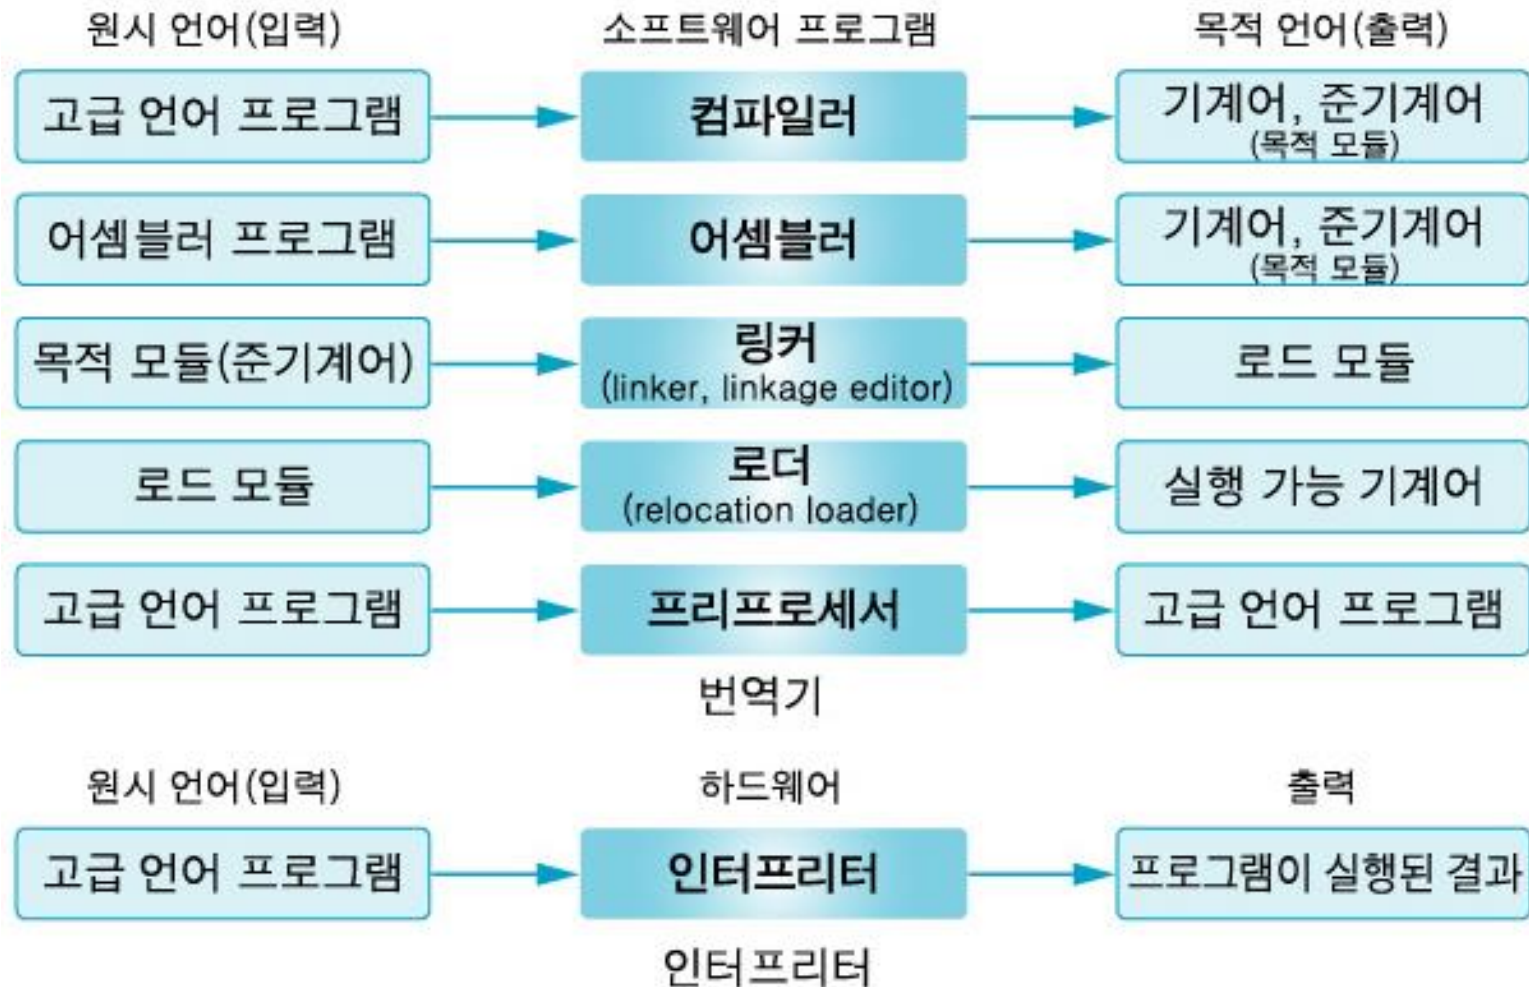 원시 언어(입력) 소프트웨어 프로그램 목적 언어(출력)
고급 언어 프로그램 컴파일러 기계어, 준기계어
(목적 모듈)
어셈블러 프로그램 어셈블러 기계어, 준기계어
(목적 모듈)
목적 모듈(준기계어) 링커 로드 모듈
(linker, linkage editor)
로드 모듈 로더 실행 가능 기계어
(relocation loader)
고급 언어 프로그램 프리프로세서 고급 언어 프로그램
번역기
원시 언어(입력) 하드웨어 출력
고급 언어 프로그램 인터프리터 프로그램이 실행된 결과
인터프리터